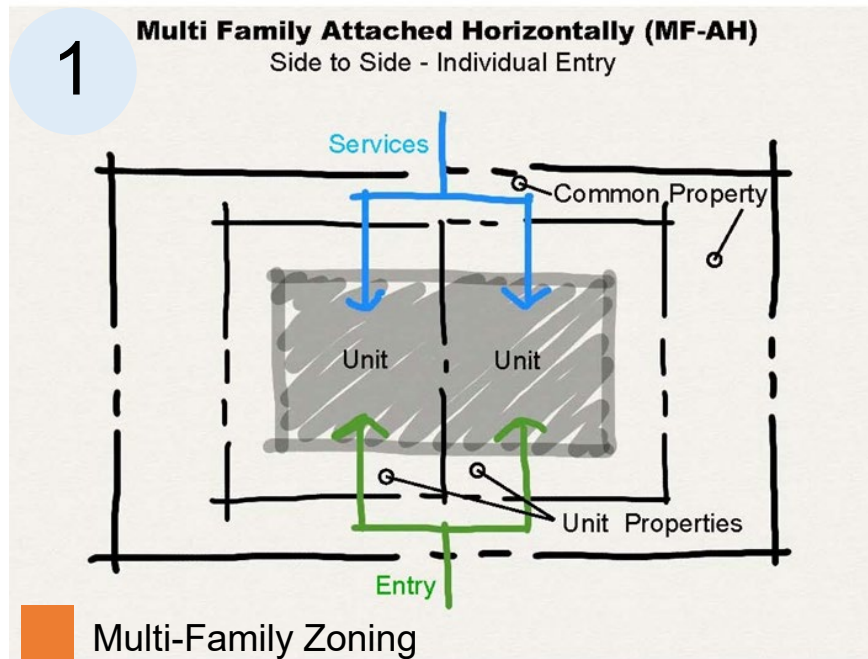 1
Multi Family Attached Horizontally (MF-AH)
Side to Side - Individual Entry
Services
Common Property
Unit
Unit
Unit Properties
Entry
Multi-Family Zoning